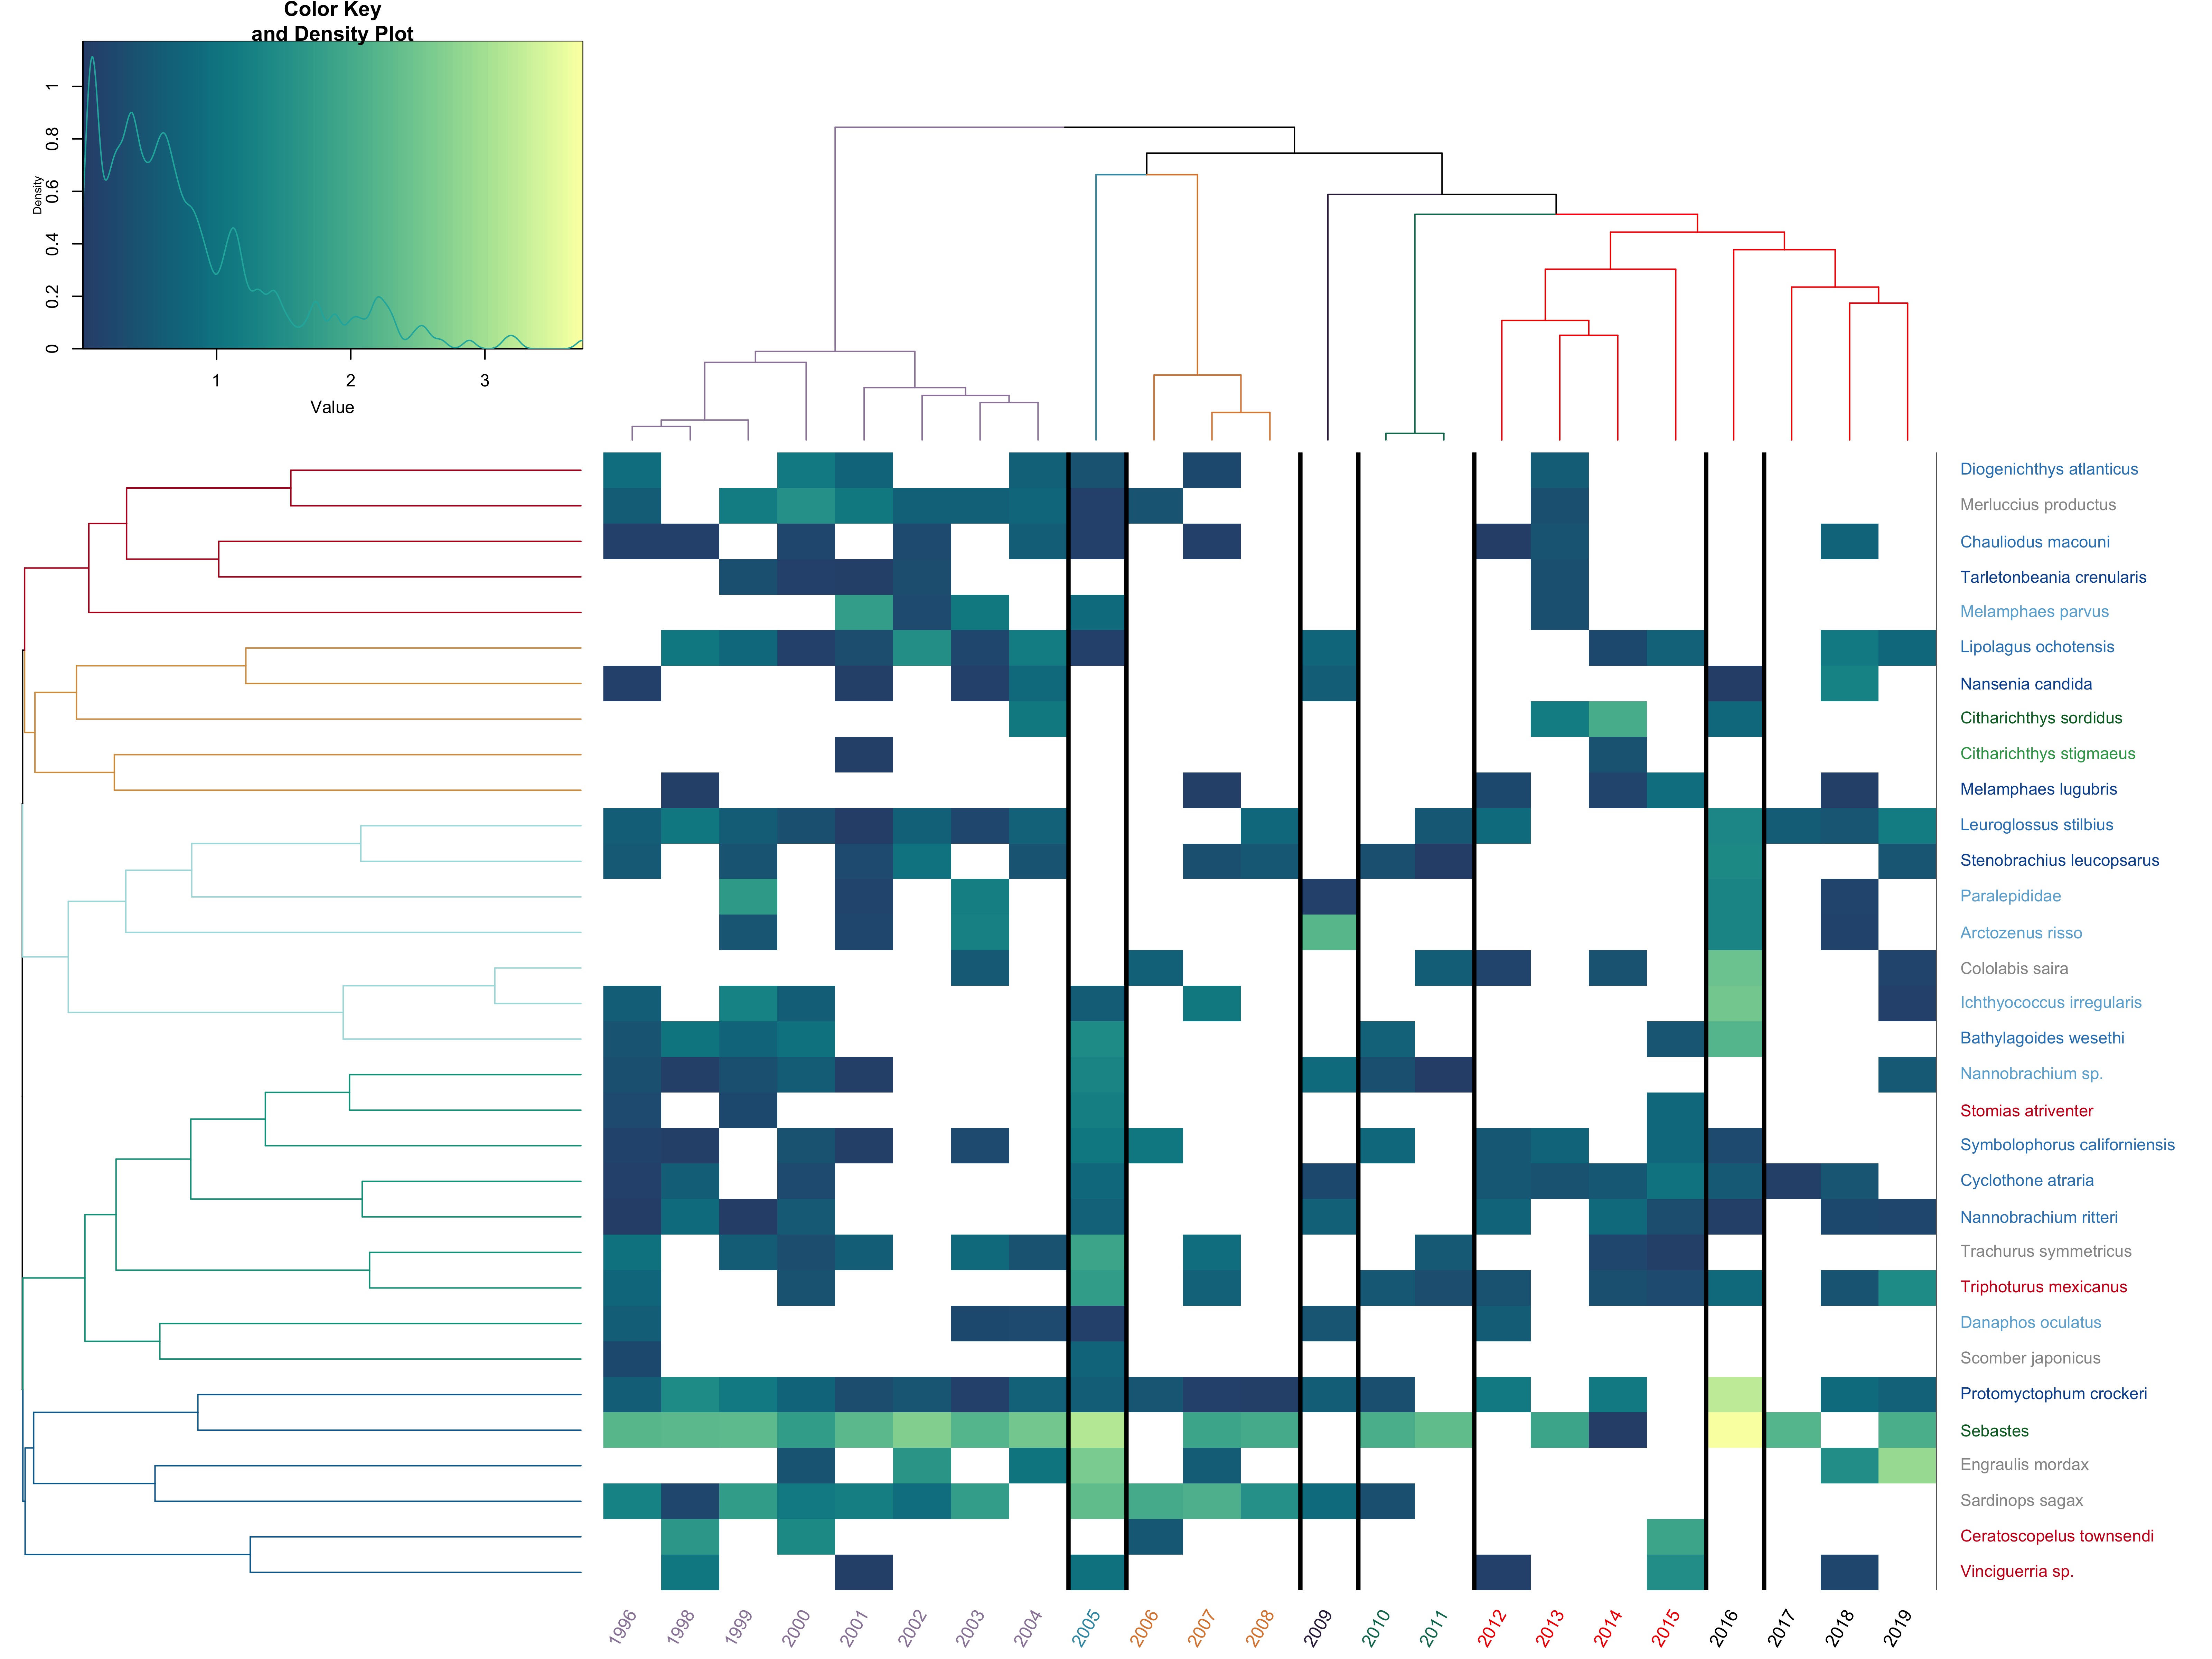 Color Key
and Density Plot
1
0.8
0.6
0.4
0.2
0
Density
1 2 3
Value
Diogenichthys atlanticus
Merluccius productus
Chauliodus macouni
Tarletonbeania crenularis
Melamphaes parvus
Lipolagus ochotensis
Nansenia candida
Citharichthys sordidus
Citharichthys stigmaeus
Melamphaes lugubris
Leuroglossus stilbius
Stenobrachius leucopsarus
Paralepididae
Arctozenus risso
Cololabis saira
Ichthyococcus irregularis
Bathylagoides wesethi
Nannobrachium sp.
Stomias atriventer
Symbolophorus californiensis
Cyclothone atraria
Nannobrachium ritteri
Trachurus symmetricus
Triphoturus mexicanus
Danaphos oculatus
Scomber japonicus
Protomyctophum crockeri
Sebastes
Engraulis mordax
Sardinops sagax
Ceratoscopelus townsendi
Vinciguerria sp.
1996 1998 1999 2000 2001 2002 2003 2004 2005 2006 2007 2008 2009 2010 2011 2012 2013 2014 2015 2016 2017 2018 2019